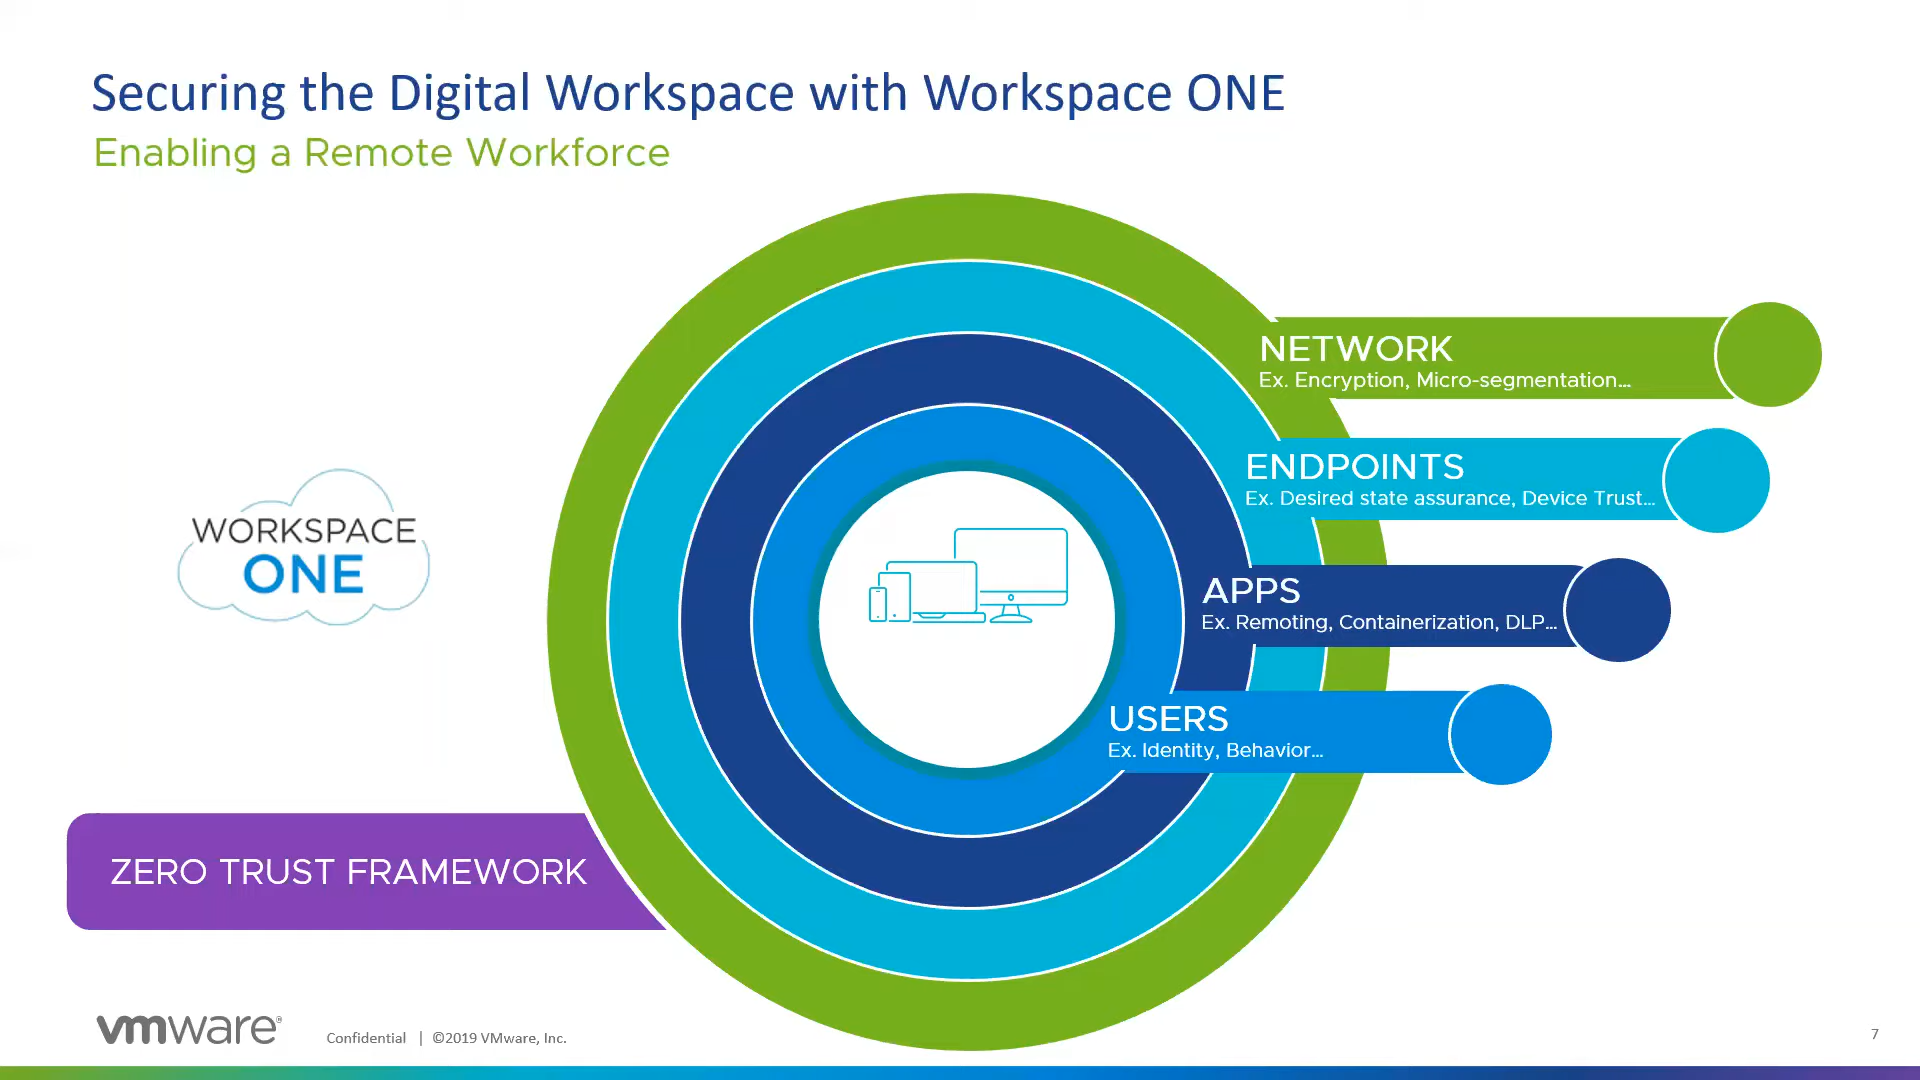 Securing the Digital Workspace with Workspace ONE
Enabling a Remote Workforce
NETWORK
Ex. Encryption, Micro-segmentation...
ENDPOINTS
Ex. Desired state assurance, Device Trust...
WORKSPACE
ONE
APPS
Ex. Remoting, Containerization, DLP...
USERS
Ex. Identity, Behavior...
ZERO TRUST FRAMEWORK
vmware®
Confidential | ©2019 VMware, Inc.
7